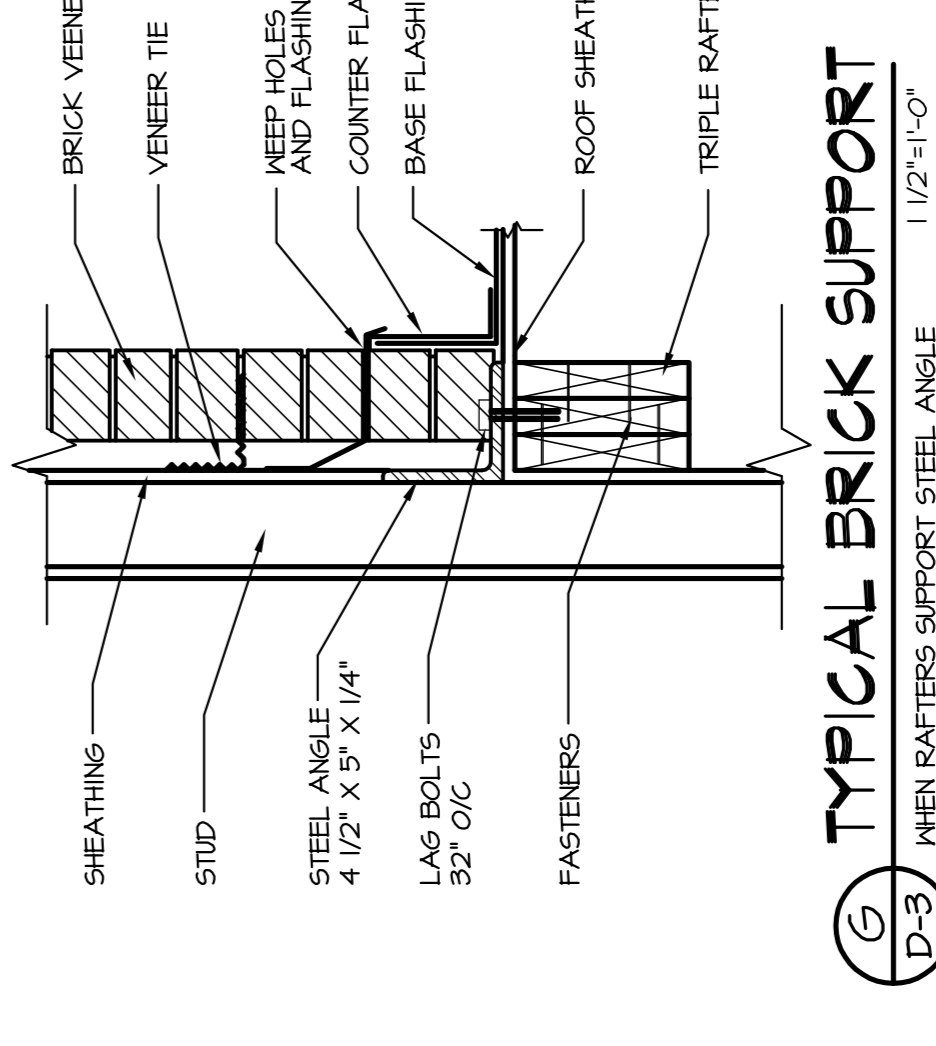 SHEATHING
STUD
STEEL ANGLE
4 1/2" X 5" X 1/4"
LAG BOLTS
32" O/C
FASTENERS
BRICK VEENE
VENEER TIE
WEEP HOLES
AND FLASHIN
COUNTER FLA
BASE FLASHI
ROOF SHEATH
TRIPLE RAFTE
G
D-3
TYPICAL BRICK SUPPORT
WHEN RAFTERS SUPPORT STEEL ANGLE
1 1/2"=1'-0"